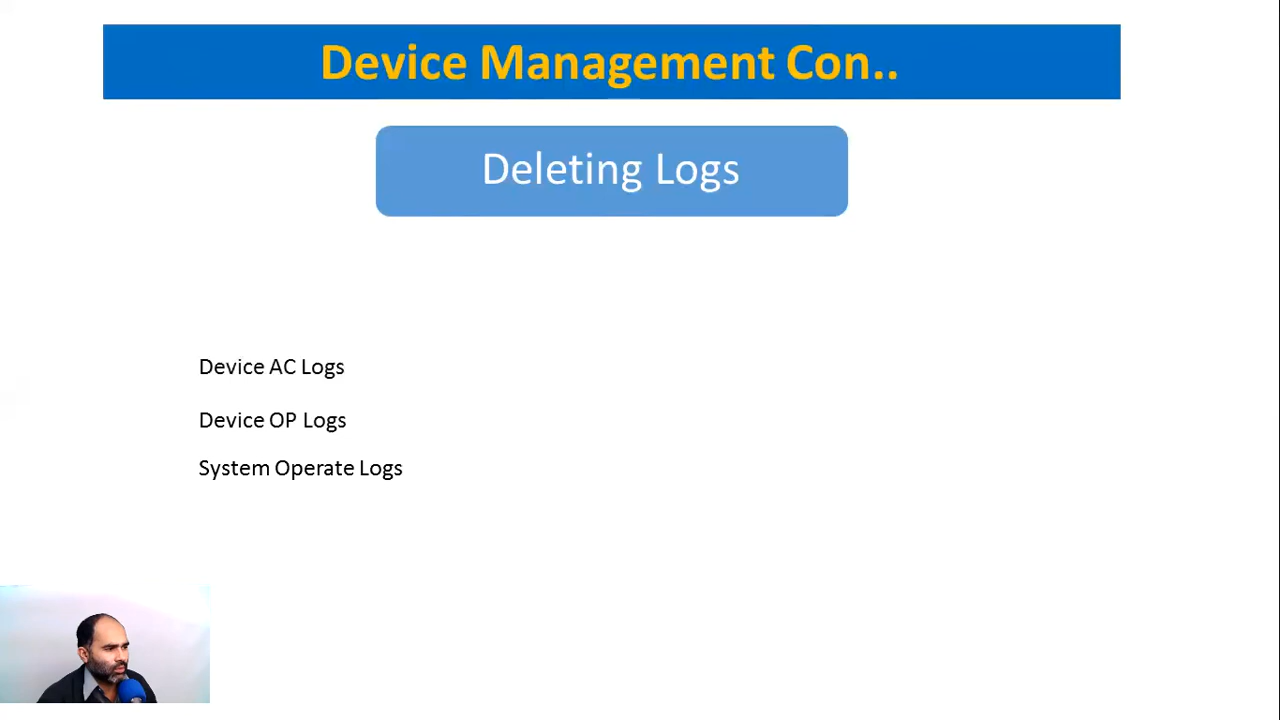 Device Management Con..
Deleting Logs
Device AC Logs
Device OP Logs
System Operate Logs